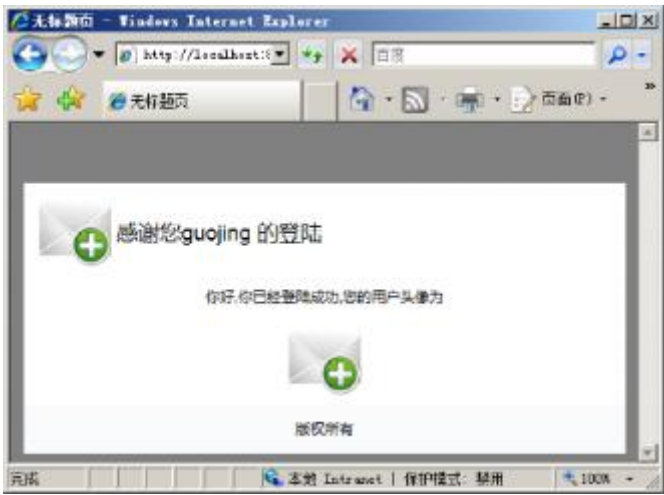 无标题页 - Windows Internet Explorer
http://localhost:
百度
无标题页
页面(P)
感谢您guojing 的登陆
你好,你已经登陆成功,您的用户头像为
版权所有
完成
本地 Intranet | 保护模式: 禁用
100%